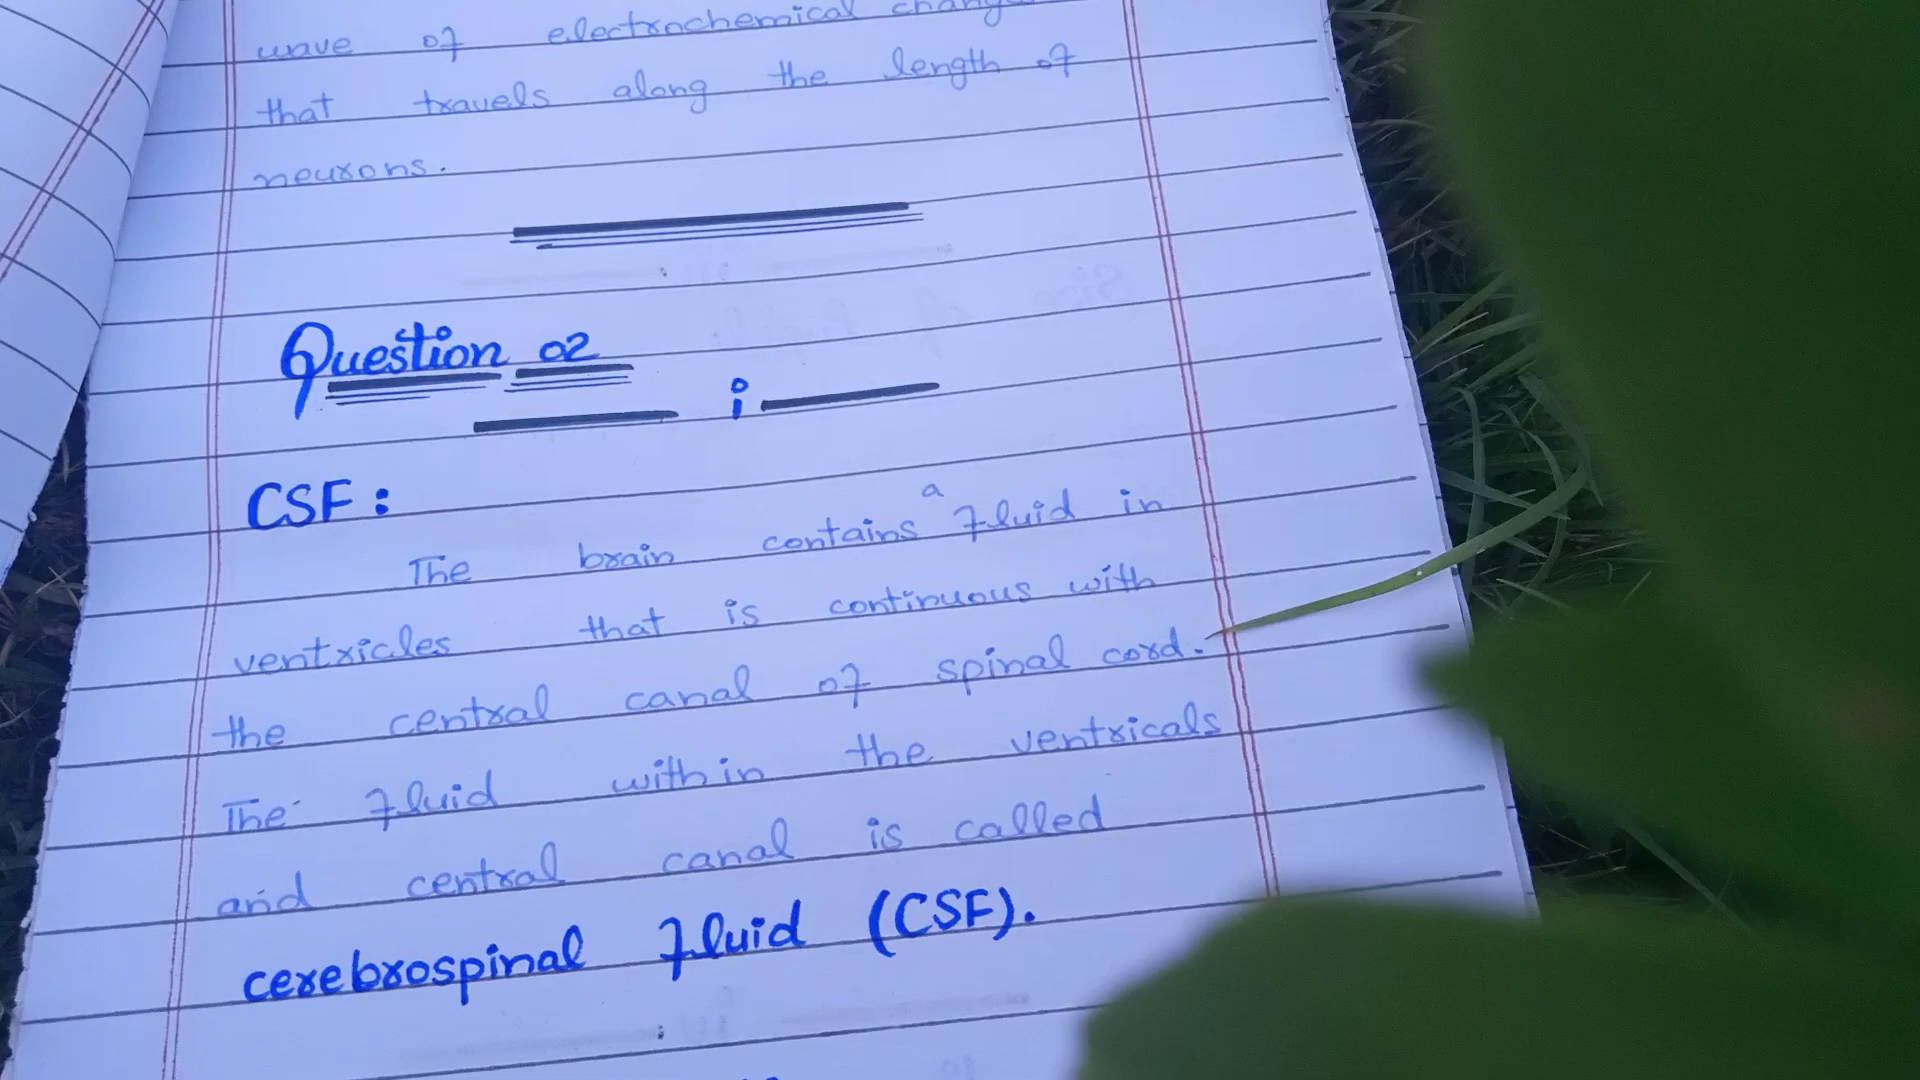 wave of electrochemical change
that travels along the length of
neurons.
Question 02
i
CSF:
The brain contains a fluid in
ventricles that is continuous with
the central canal of spinal cord.
The fluid within the ventricals
and central canal is called
cerebrospinal fluid (CSF).